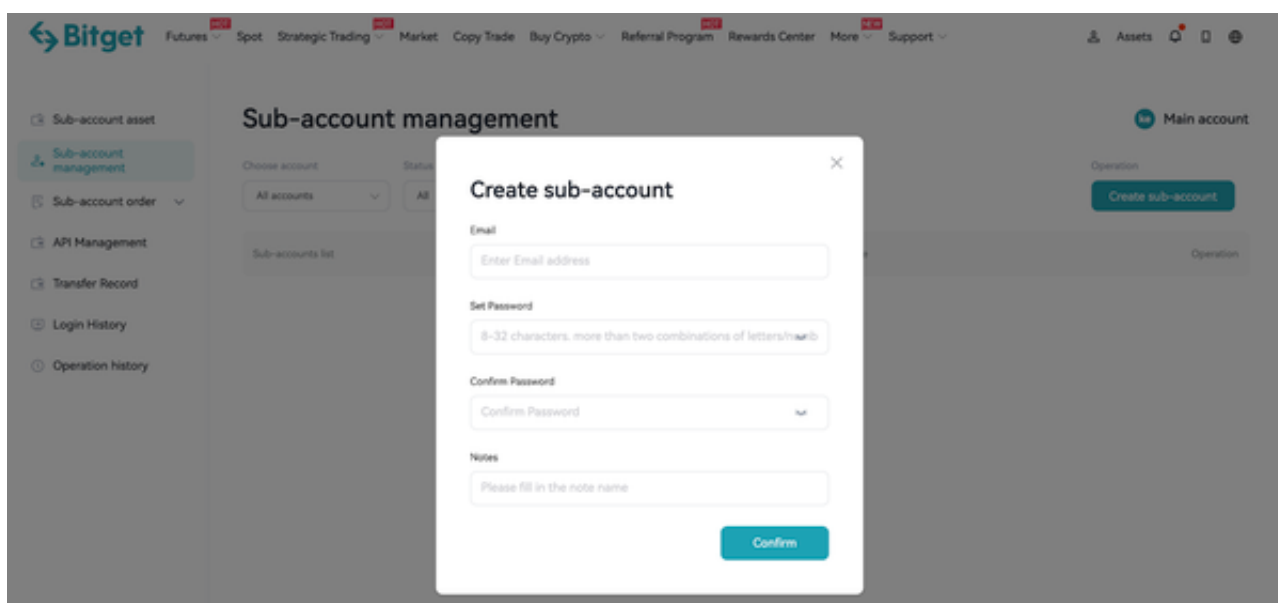 Bitget Futures HOT Spot Strategic Trading HOT Market Copy Trade Buy Crypto Referral Program HOT Rewards Center More NEW Support Assets
Sub-account asset
Sub-account
management
Sub-account order
API Management
Transfer Record
Login History
Operation history
Sub-account management
Main account
Choose account Status Operation
All accounts All Create sub-account
Sub-accounts list Operation
Create sub-account
Email
Enter Email address
Set Password
8-32 characters, more than two combinations of letters/
Confirm Password
Confirm Password
Notes
Please fill in the note name
Confirm